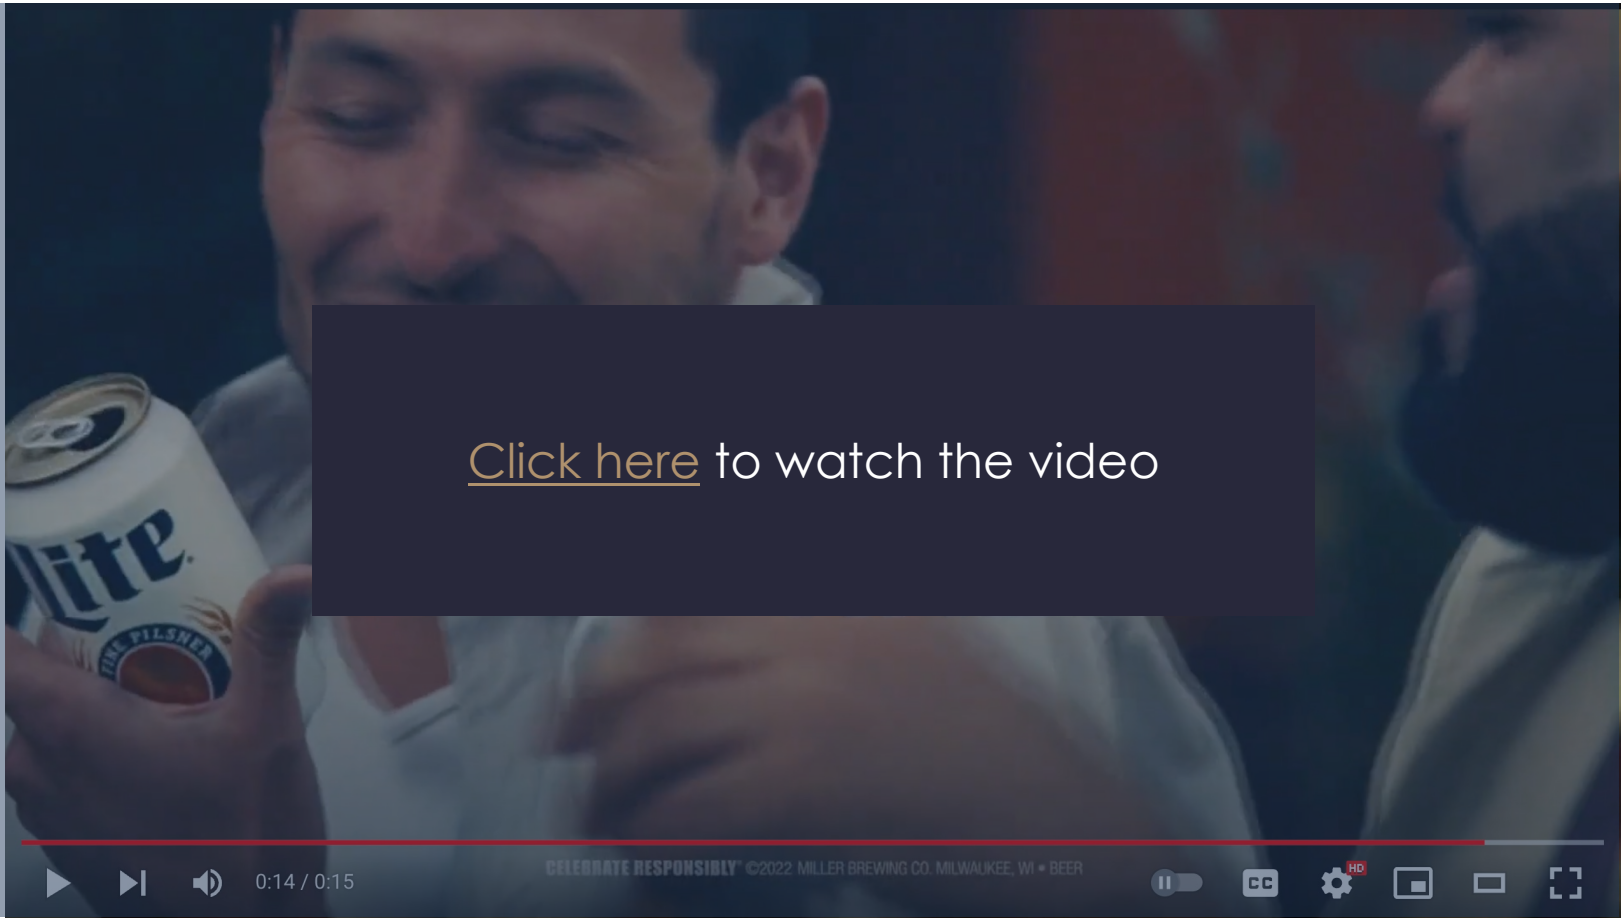 Click here to watch the video
Lite
FINE PILSNER
CELEBRATE RESPONSIBLY ©2022 MILLER BREWING CO. MILWAUKEE, WI • BEER
0:14 / 0:15
CC
HD